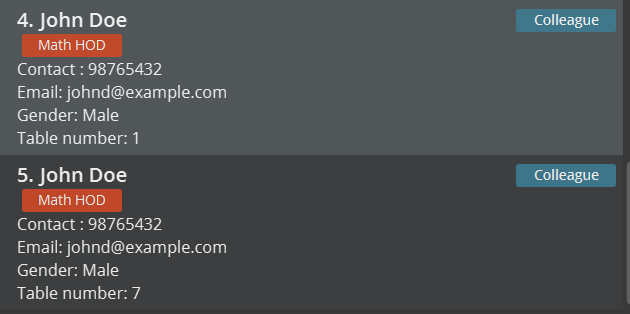 4. John Doe
Colleague
Math HOD
Contact : 98765432
Email: johnd@example.com
Gender: Male
Table number: 1
5. John Doe
Colleague
Math HOD
Contact : 98765432
Email: johnd@example.com
Gender: Male
Table number: 7